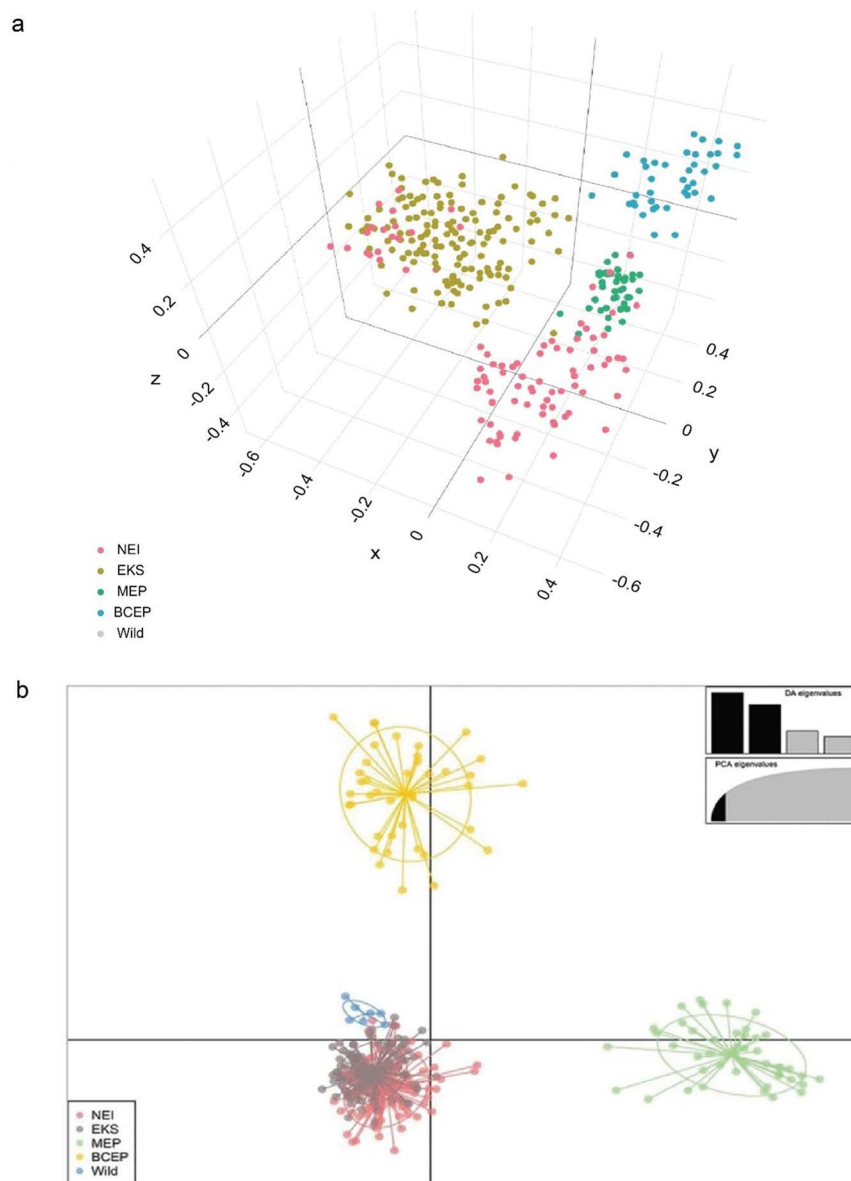 a
0.4
0.2
0
-0.2
-0.4
z
-0.6
-0.4
-0.2
0
0.2
0.4
x
0.4
0.2
0
-0.2
-0.4
-0.6
y
NEI
EKS
MEP
BCEP
Wild
b
DA eigenvalues
PCA eigenvalues
NEI
EKS
MEP
BCEP
Wild